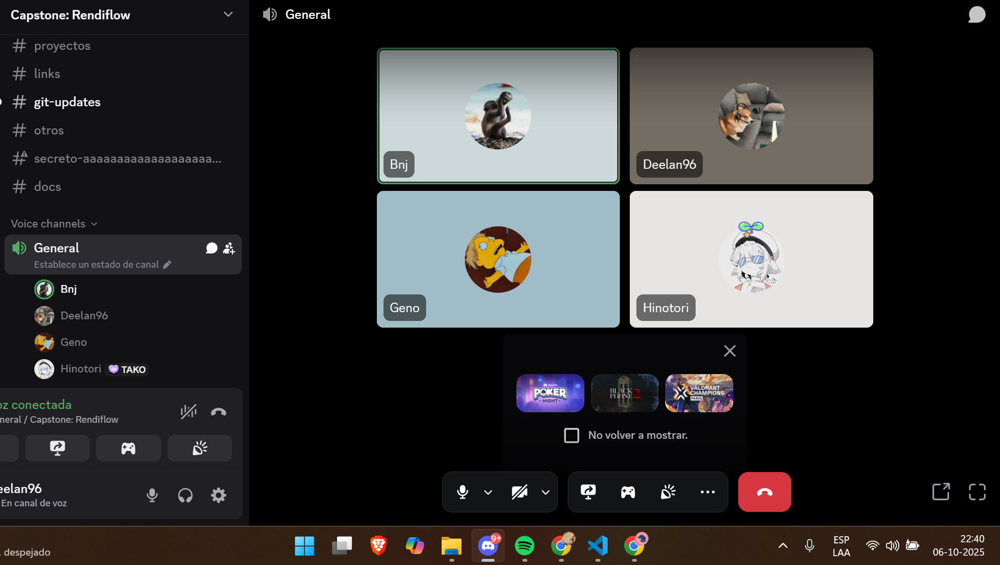 Capstone: Rendiflow
proyectos
links
git-updates
otros
secreto-aaaaaaaaaaaaaaaaaaa...
docs
Voice channels
General
Establece un estado de canal
Bnj
Deelan96
Geno
Hinotori TAKO
oz conectada
neral / Capstone: Rendiflow
eelan96
En canal de voz
General
Bnj
Deelan96
Geno
Hinotori
Discord
POKER
NIGHT
BLACK
PHONE 2
VALORANT
CHAMPIONS
PARIS
No volver a mostrar.
despejado
9+
ESP
LAA
22:40
06-10-2025